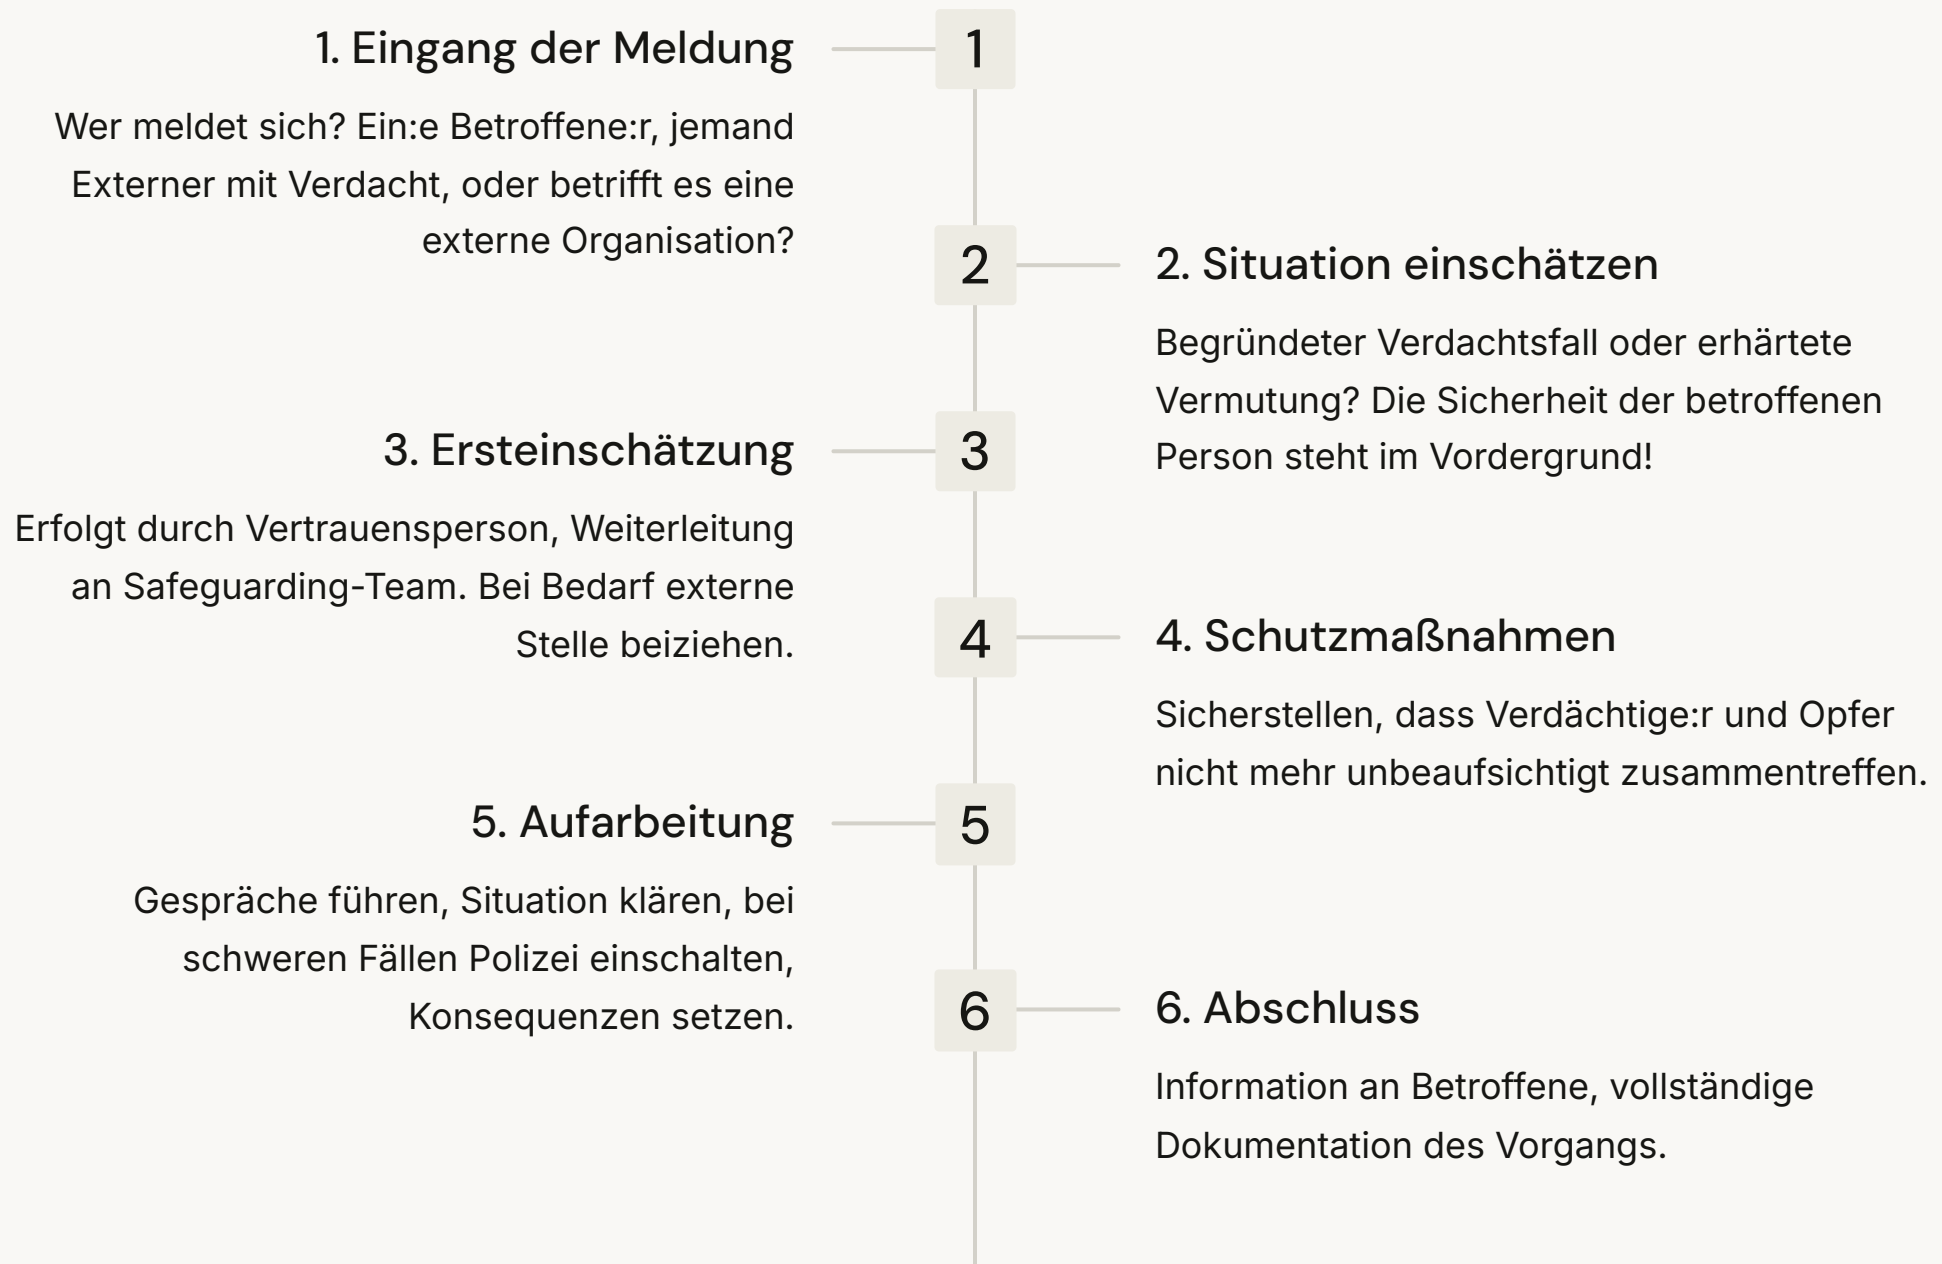 1. Eingang der Meldung
1
Wer meldet sich? Ein:e Betroffene:r, jemand
Externer mit Verdacht, oder betrifft es eine
externe Organisation?
2
2. Situation einschätzen
Begründeter Verdachtsfall oder erhärtete
Vermutung? Die Sicherheit der betroffenen
Person steht im Vordergrund!
3. Ersteinschätzung
3
Erfolgt durch Vertrauensperson, Weiterleitung
an Safeguarding-Team. Bei Bedarf externe
Stelle beiziehen.
4
4. Schutzmaßnahmen
Sicherstellen, dass Verdächtige:r und Opfer
nicht mehr unbeaufsichtigt zusammentreffen.
5. Aufarbeitung
5
Gespräche führen, Situation klären, bei
schweren Fällen Polizei einschalten,
Konsequenzen setzen.
6
6. Abschluss
Information an Betroffene, vollständige
Dokumentation des Vorgangs.